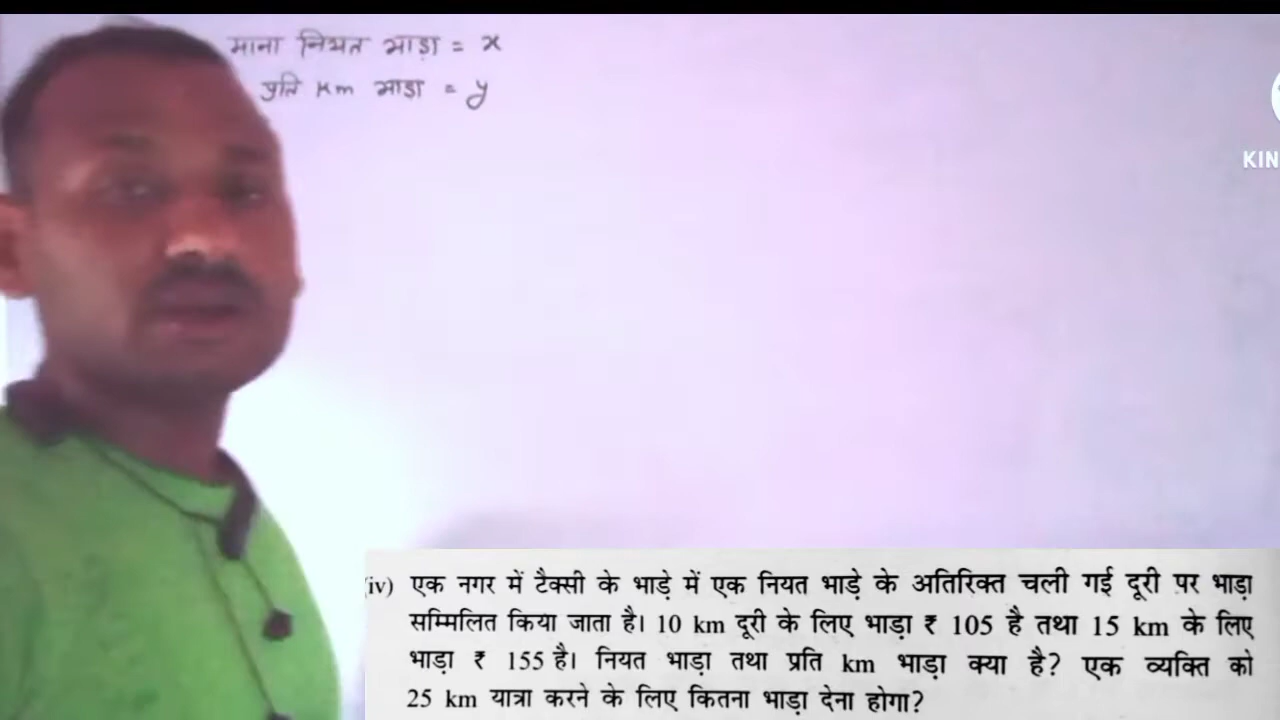 माना नियत भाड़ा = x
प्रति Km भाड़ा = y
KIN
(iv) एक नगर में टैक्सी के भाड़े में एक नियत भाड़े के अतिरिक्त चली गई दूरी पर भाड़ा
सम्मिलित किया जाता है। 10 km दूरी के लिए भाड़ा ₹ 105 है तथा 15 km के लिए
भाड़ा ₹ 155 है। नियत भाड़ा तथा प्रति km भाड़ा क्या है? एक व्यक्ति को
25 km यात्रा करने के लिए कितना भाड़ा देना होगा?